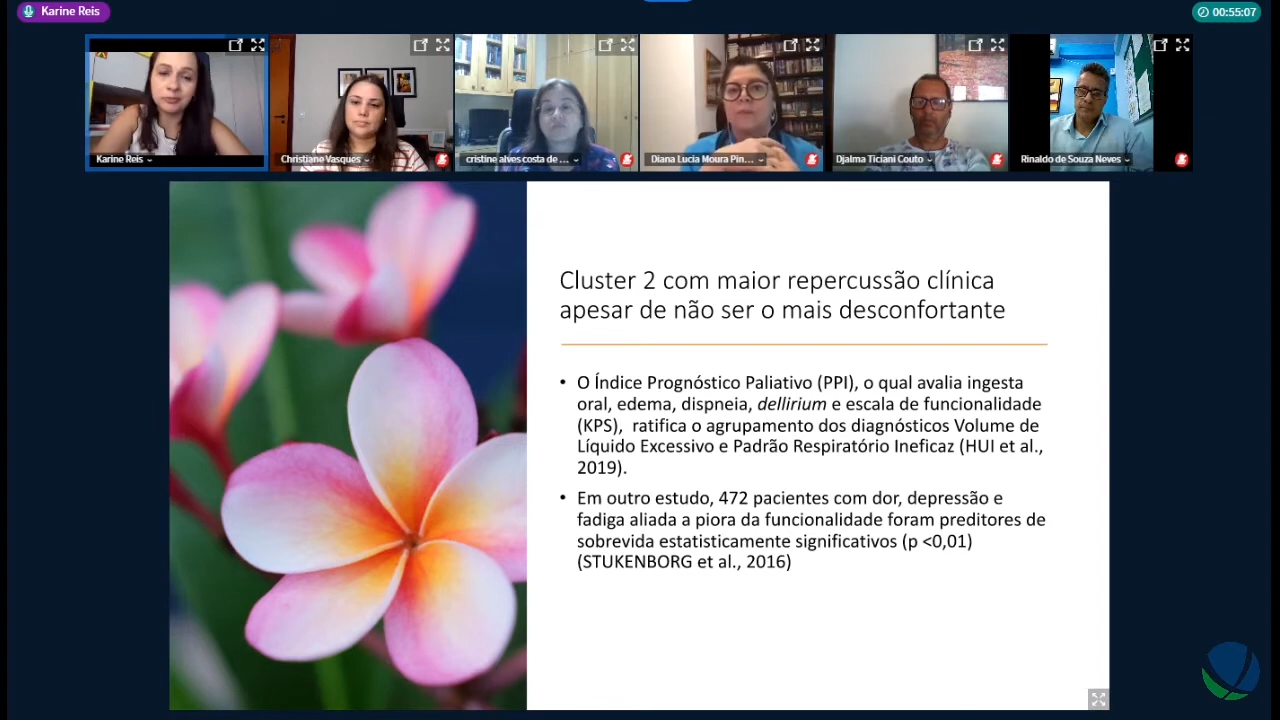 Karine Reis
00:55:07
Karine Reis
Christiane Vasques
cristine alves costa de ...
Diana Lucia Moura Pin...
Djalma Ticiani Couto
Rinaldo de Souza Neves
Cluster 2 com maior repercussão clínica
apesar de não ser o mais desconfortante
• O Índice Prognóstico Paliativo (PPI), o qual avalia ingesta
oral, edema, dispneia, dellirium e escala de funcionalidade
(KPS), ratifica o agrupamento dos diagnósticos Volume de
Líquido Excessivo e Padrão Respiratório Ineficaz (HUI et al.,
2019).
• Em outro estudo, 472 pacientes com dor, depressão e
fadiga aliada a piora da funcionalidade foram preditores de
sobrevida estatisticamente significativos (p <0,01)
(STUKENBORG et al., 2016)